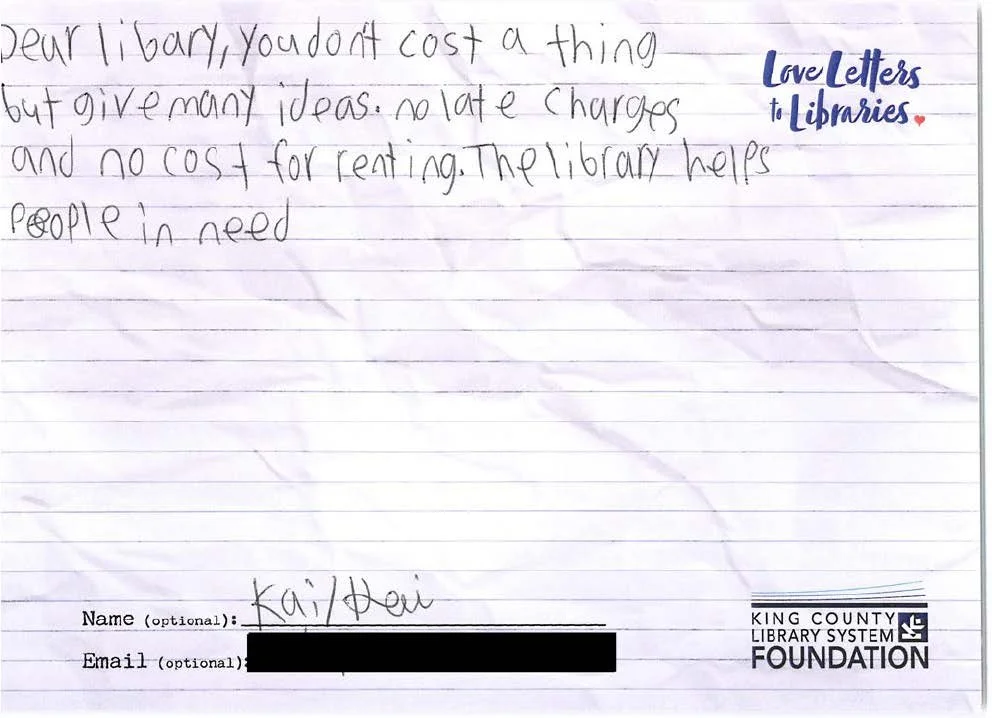 Dear libary, you don't cost a thing
but give many ideas. no late charges
and no cost for renting. The library helps
people in need
Love Letters
to Libraries.
Name (optional): Kai/Kai
Email (optional):
KING COUNTY
LIBRARY SYSTEM
FOUNDATION